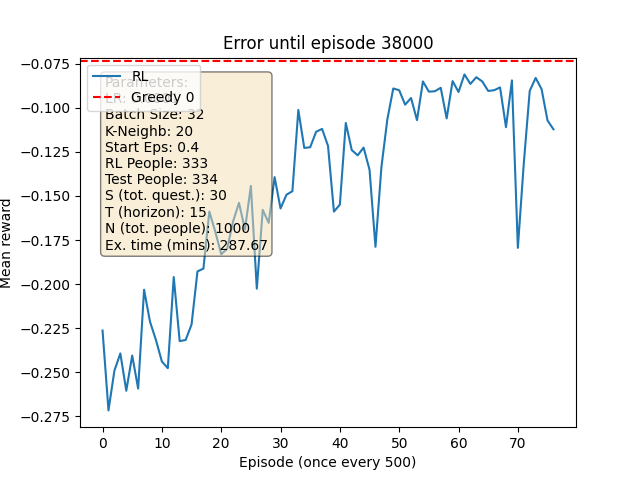 Error until episode 38000
RL
Greedy 0
Parameters:
LR:
Batch Size: 32
K-Neighb: 20
Start Eps: 0.4
RL People: 333
Test People: 334
S (tot. quest.): 30
T (horizon): 15
N (tot. people): 1000
Ex. time (mins): 287.67
Mean reward
−0.075
−0.100
−0.125
−0.150
−0.175
−0.200
−0.225
−0.250
−0.275
0 10 20 30 40 50 60 70
Episode (once every 500)